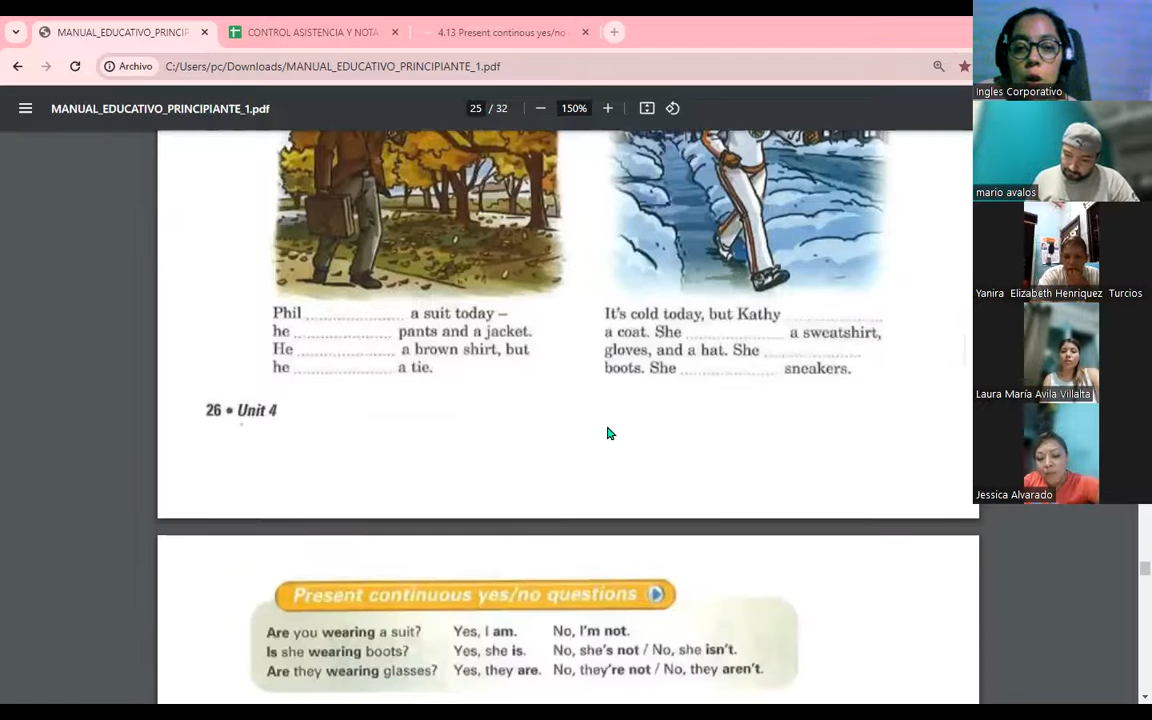 MANUAL_EDUCATIVO_PRINCIP
CONTROL ASISTENCIA Y NOTA
4.13 Present continous yes/no
Archivo
C:/Users/pc/Downloads/MANUAL_EDUCATIVO_PRINCIPIANTE_1.pdf
MANUAL_EDUCATIVO_PRINCIPIANTE_1.pdf
25 / 32
150%
Phil ............ a suit today –
he ............ pants and a jacket.
He ............ a brown shirt, but
he ............ a tie.
It's cold today, but Kathy ............
a coat. She ............ a sweatshirt,
gloves, and a hat. She ............
boots. She ............ sneakers.
26 • Unit 4
Present continuous yes/no questions
Are you wearing a suit? Yes, I am. No, I'm not.
Is she wearing boots? Yes, she is. No, she's not / No, she isn't.
Are they wearing glasses? Yes, they are. No, they're not / No, they aren't.
Ingles Corporativo
mario avalos
Yanira Elizabeth Henriquez Turcios
Laura María Avila Villalta
Jessica Alvarado